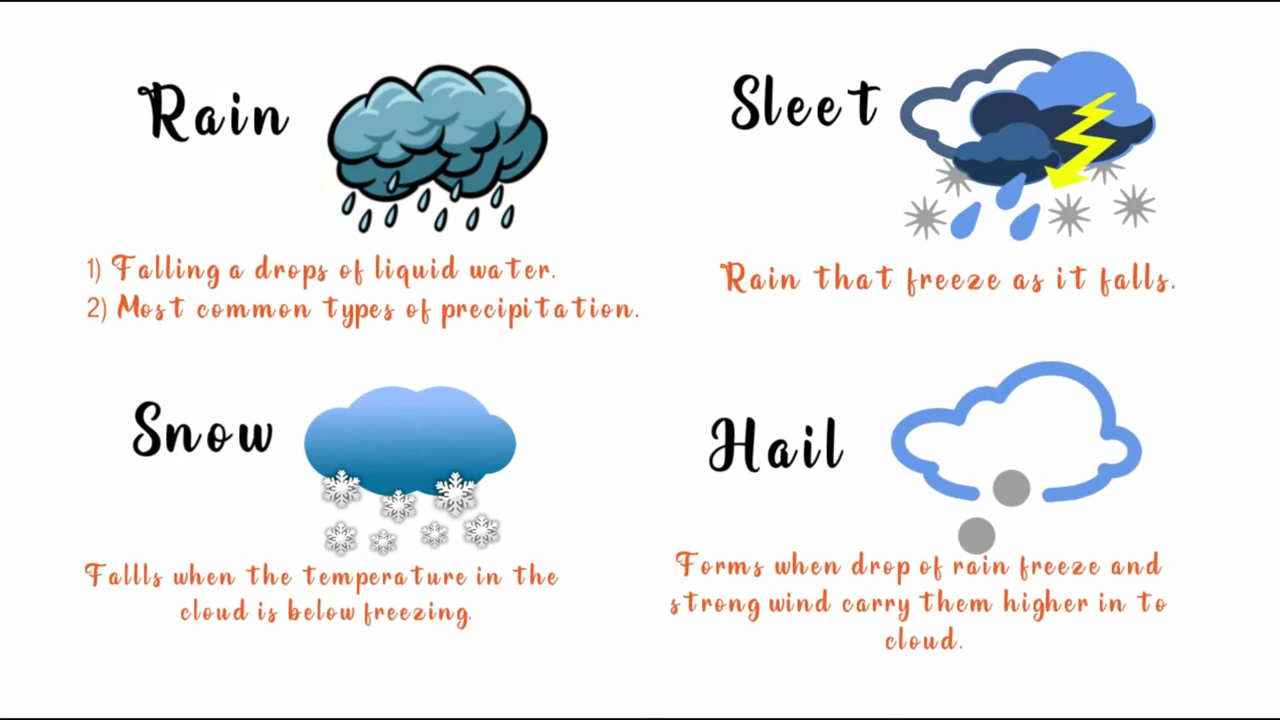 Rain
1) Falling a drops of liquid water.
2) Most common types of precipitation.
Sleet
Rain that freeze as it falls.
Snow
Fallls when the temperature in the
cloud is below freezing.
Hail
Forms when drop of rain freeze and
strong wind carry them higher in to
cloud.